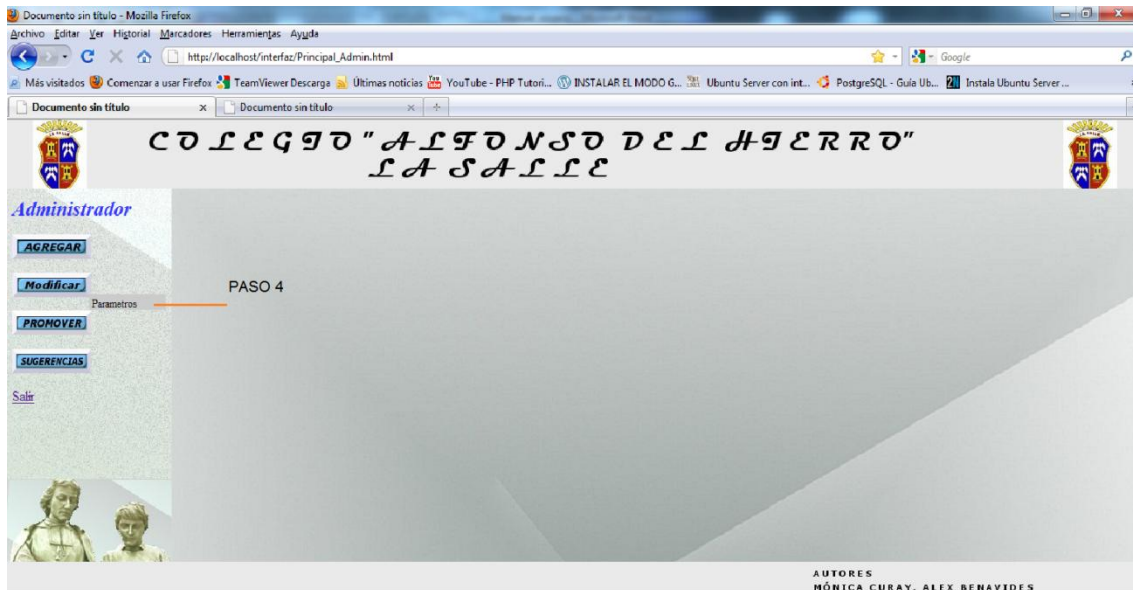 Documento sin título - Mozilla Firefox
Archivo Editar Ver Historial Marcadores Herramientas Ayuda
http://localhost/interfaz/Principal_Admin.html
Google
Más visitados Comenzar a usar Firefox TeamViewer Descarga Últimas noticias YouTube - PHP Tutori... INSTALAR EL MODO G... Ubuntu Server con int... PostgreSQL - Guía Ub... Instala Ubuntu Server ...
Documento sin título Documento sin título
COLEGIO "ALFONSO DEL HIERRO"
LA SALLE
Administrador
AGREGAR
Modificar
PASO 4
Parametros
PROMOVER
SUGERENCIAS
Salir
AUTORES
MÓNICA CURAY, ALEX BENAVIDES